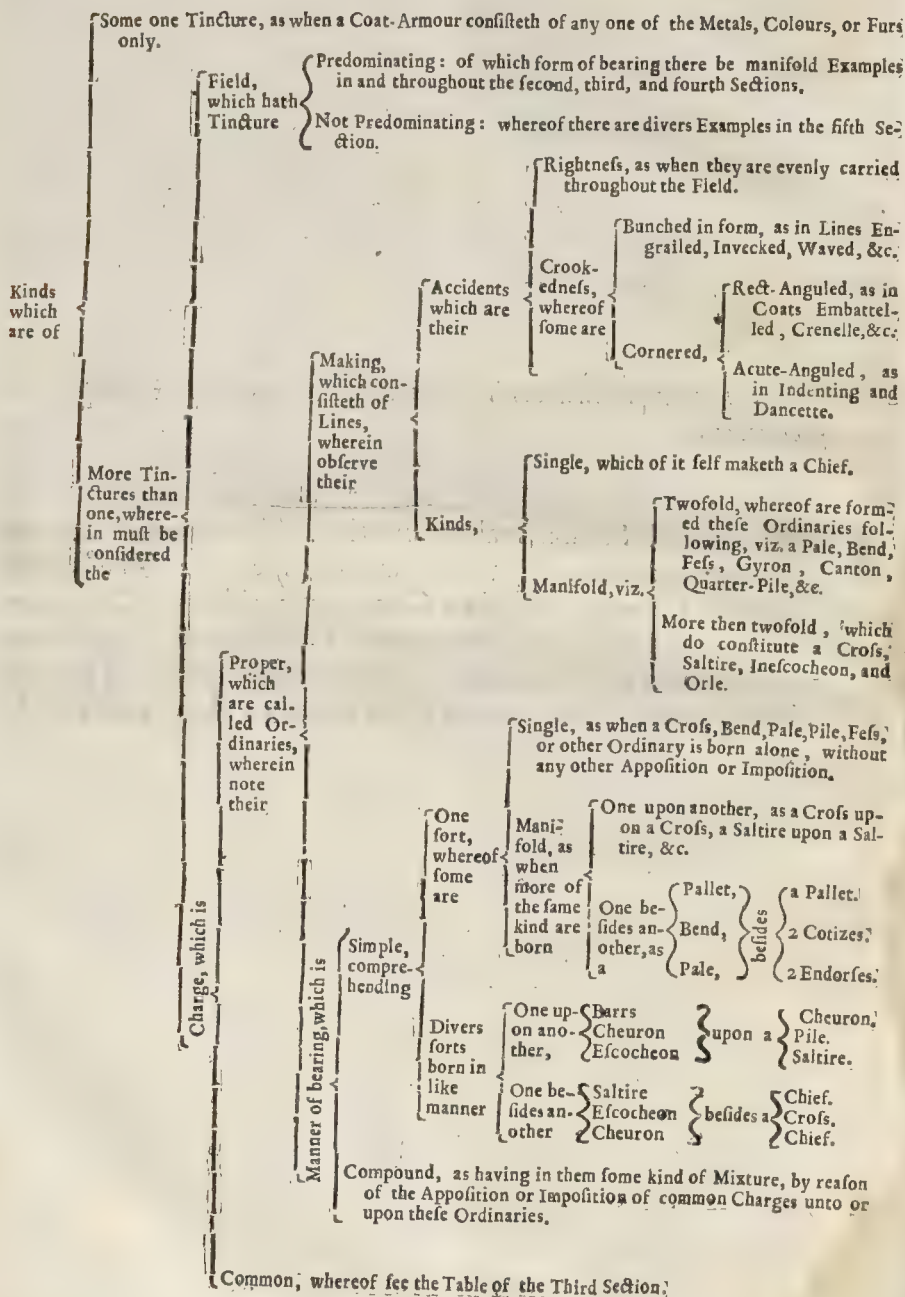 Some one Tincture, as when a Coat-Armour conſiſteth of any one of the Metals, Colours, or Furs
only.
Kinds
which
are of
Field,
which hath
Tincture
Predominating: of which form of bearing there be manifold Examples
in and throughout the ſecond, third, and fourth Sections.
Not Predominating: whereof there are divers Examples in the fifth Se-
ction.
More Tin-
ctures than
one, where-
in muſt be
conſidered
the
Charge, which is
Proper,
which
are cal-
led Or-
dinaries,
wherein
note
their
Making,
which con-
ſiſteth of
Lines,
wherein
obſerve
their
Accidents
which are
their
Rightneſs, as when they are evenly carried
throughout the Field.
Crook-
edneſs,
whereof
ſome are
Bunched in form, as in Lines En-
grailed, Invecked, Waved, &c.
Cornered,
Rect-Anguled, as in
Coats Embattel-
led, Crenelle, &c.
Acute-Anguled, as
in Indenting and
Dancette.
Kinds,
Single, which of it ſelf maketh a Chief.
Manifold, viz.
Twofold, whereof are form-
ed theſe Ordinaries fol-
lowing, viz. a Pale, Bend,
Feſs, Gyron, Canton,
Quarter-Pile, &c.
More then twofold, which
do conſtitute a Croſs,
Saltire, Ineſcocheon, and
Orle.
Manner of bearing, which is
Simple,
compre-
hending
One
ſort,
whereof
ſome
are
Single, as when a Croſs, Bend, Pale, Pile, Feſs,
or other Ordinary is born alone, without
any other Appoſition or Impoſition.
Mani-
fold, as
when
more of
the ſame
kind are
born
One upon another, as a Croſs up-
on a Croſs, a Saltire upon a Sal-
tire, &c.
One be-
ſides an-
other, as
a
Pallet,
Bend,
Pale,
beſides
a Pallet.
2 Cotizes.
2 Endorſes.
Divers
ſorts
born in
like
manner
One up-
on ano-
ther,
Barrs
Cheuron
Eſcocheon
upon a
Cheuron.
Pile.
Saltire.
One be-
ſides an-
other
Saltire
Eſcocheon
Cheuron
beſides a
Chief.
Croſs.
Chief.
Compound, as having in them ſome kind of Mixture, by reaſon
of the Appoſition or Impoſition of common Charges unto or
upon theſe Ordinaries.
Common, whereof ſee the Table of the Third Section.